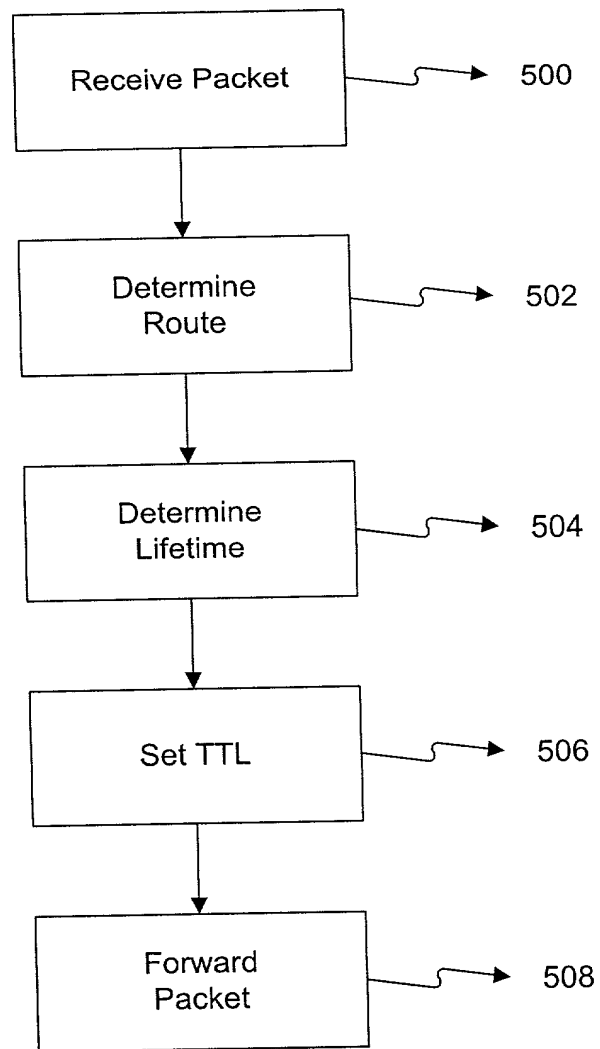 Receive Packet
500
Determine
Route
502
Determine
Lifetime
504
Set TTL
506
Forward
Packet
508